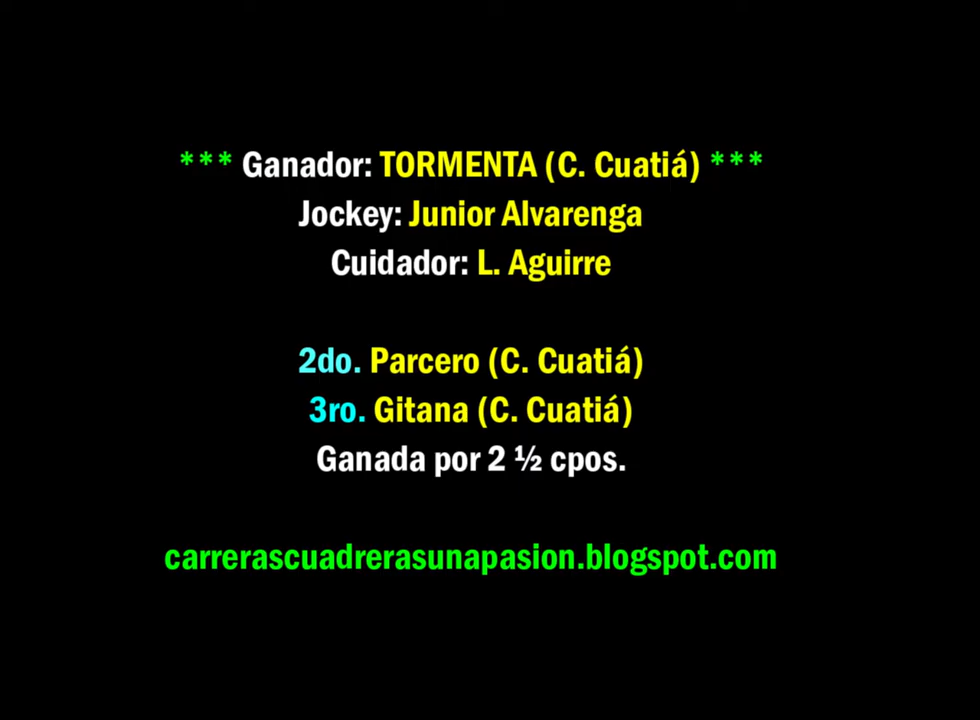 *** Ganador: TORMENTA (C. Cuatiá) ***
Jockey: Junior Alvarenga
Cuidador: L. Aguirre
2do. Parcero (C. Cuatiá)
3ro. Gitana (C. Cuatiá)
Ganada por 2 ½ cpos.
carrerascuadrerasunapasion.blogspot.com